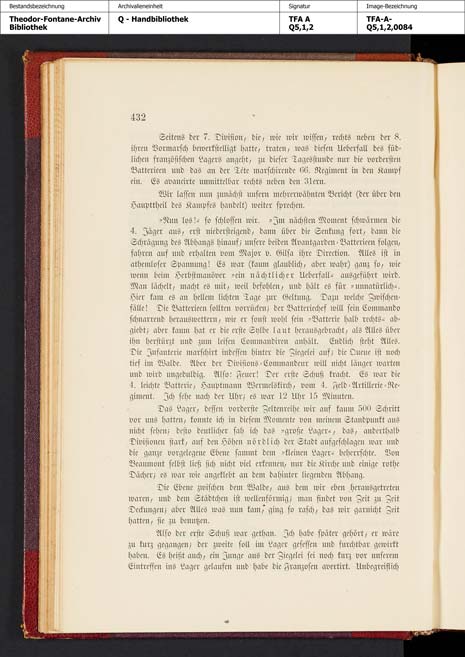 Bestandsbezeichnung
Theodor-Fontane-Archiv
Bibliothek
Archivalieneinheit
Q - Handbibliothek
Signatur
TFA A
Q5,1,2
Image-Bezeichnung
TFA-A-
Q5,1,2,0084
432
Seitens der 7. Division, die, wie wir wissen, rechts neben der 8.
ihren Vormarsch bewerkstelligt hatte, traten, was diesen Ueberfall des süd-
lichen französischen Lagers angeht, zu dieser Tagesstunde nur die vordersten
Batterieen und das an der Tête marschirende 66. Regiment in den Kampf
ein. Es avancirte unmittelbar rechts neben den 31ern.
Wir lassen nun zunächst unsern mehrerwähnten Bericht (der über den
Haupttheil des Kampfes handelt) weiter sprechen.
»Nun los!« so schlossen wir. »Im nächsten Moment schwärmen die
4. Jäger aus, erst niedersteigend, dann über die Senkung fort, dann die
Schrägung des Abhangs hinauf; unsere beiden Avantgarden-Batterieen folgen,
fahren auf und erhalten vom Major v. Gilsa ihre Direction. Alles ist in
athemloser Spannung! Es war (kaum glaublich, aber wahr) ganz so, wie
wenn beim Herbstmanöver »ein nächtlicher Ueberfall« ausgeführt wird.
Man lächelt, macht es mit, weil befohlen, und hält es für »unnatürlich«.
Hier kam es am hellen lichten Tage zur Geltung. Dazu welche Zwischen-
fälle! Die Batterieen sollten vorrücken; der Batteriechef will sein Commando
schnarrend herauswettern, wie er sonst wohl sein »Batterie halb rechts« ab-
giebt; aber kaum hat er die erste Sylbe laut herausgebracht, als Alles über
ihn herstürzt und zum leisen Commandiren anhält. Endlich steht Alles.
Die Infanterie marschirt indessen hinter die Ziegelei auf; die Queue ist noch
tief im Walde. Aber der Divisions-Commandeur will nicht länger warten
und wird ungeduldig. Also: Feuer! Der erste Schuß kracht. Es war die
4. leichte Batterie, Hauptmann Wermelskirch, vom 4. Feld-Artillerie-Re-
giment. Ich sehe nach der Uhr; es war 12 Uhr 15 Minuten.
Das Lager, dessen vorderste Zeltenreihe wir auf kaum 500 Schritt
vor uns hatten, konnte ich in diesem Momente von meinem Standpunkt aus
nicht sehen; desto deutlicher sah ich das »große Lager«, das, anderthalb
Divisionen stark, auf den Höhen nördlich der Stadt aufgeschlagen war und
die ganze vorgelegene Ebene sammt dem »kleinen Lager« beherrschte. Von
Beaumont selbst ließ sich nicht viel erkennen, nur die Kirche und einige rothe
Dächer; es war wie angeklebt an dem dahinter liegenden Abhang.
Die Ebene zwischen dem Walde, aus dem wir eben herausgetreten
waren, und dem Städtchen ist wellenförmig; man findet von Zeit zu Zeit
Deckungen; aber Alles was nun kam, ging so rasch, das wir garnicht Zeit
hatten, sie zu benutzen.
Also der erste Schuß war gethan. Ich habe später gehört, er wäre
zu kurz gegangen; der zweite soll im Lager gesessen und furchtbar gewirkt
haben. Es heißt auch, ein Junge aus der Ziegelei sei noch kurz vor unserem
Eintreffen ins Lager gelaufen und habe die Franzosen avertirt. Unbegreiflich